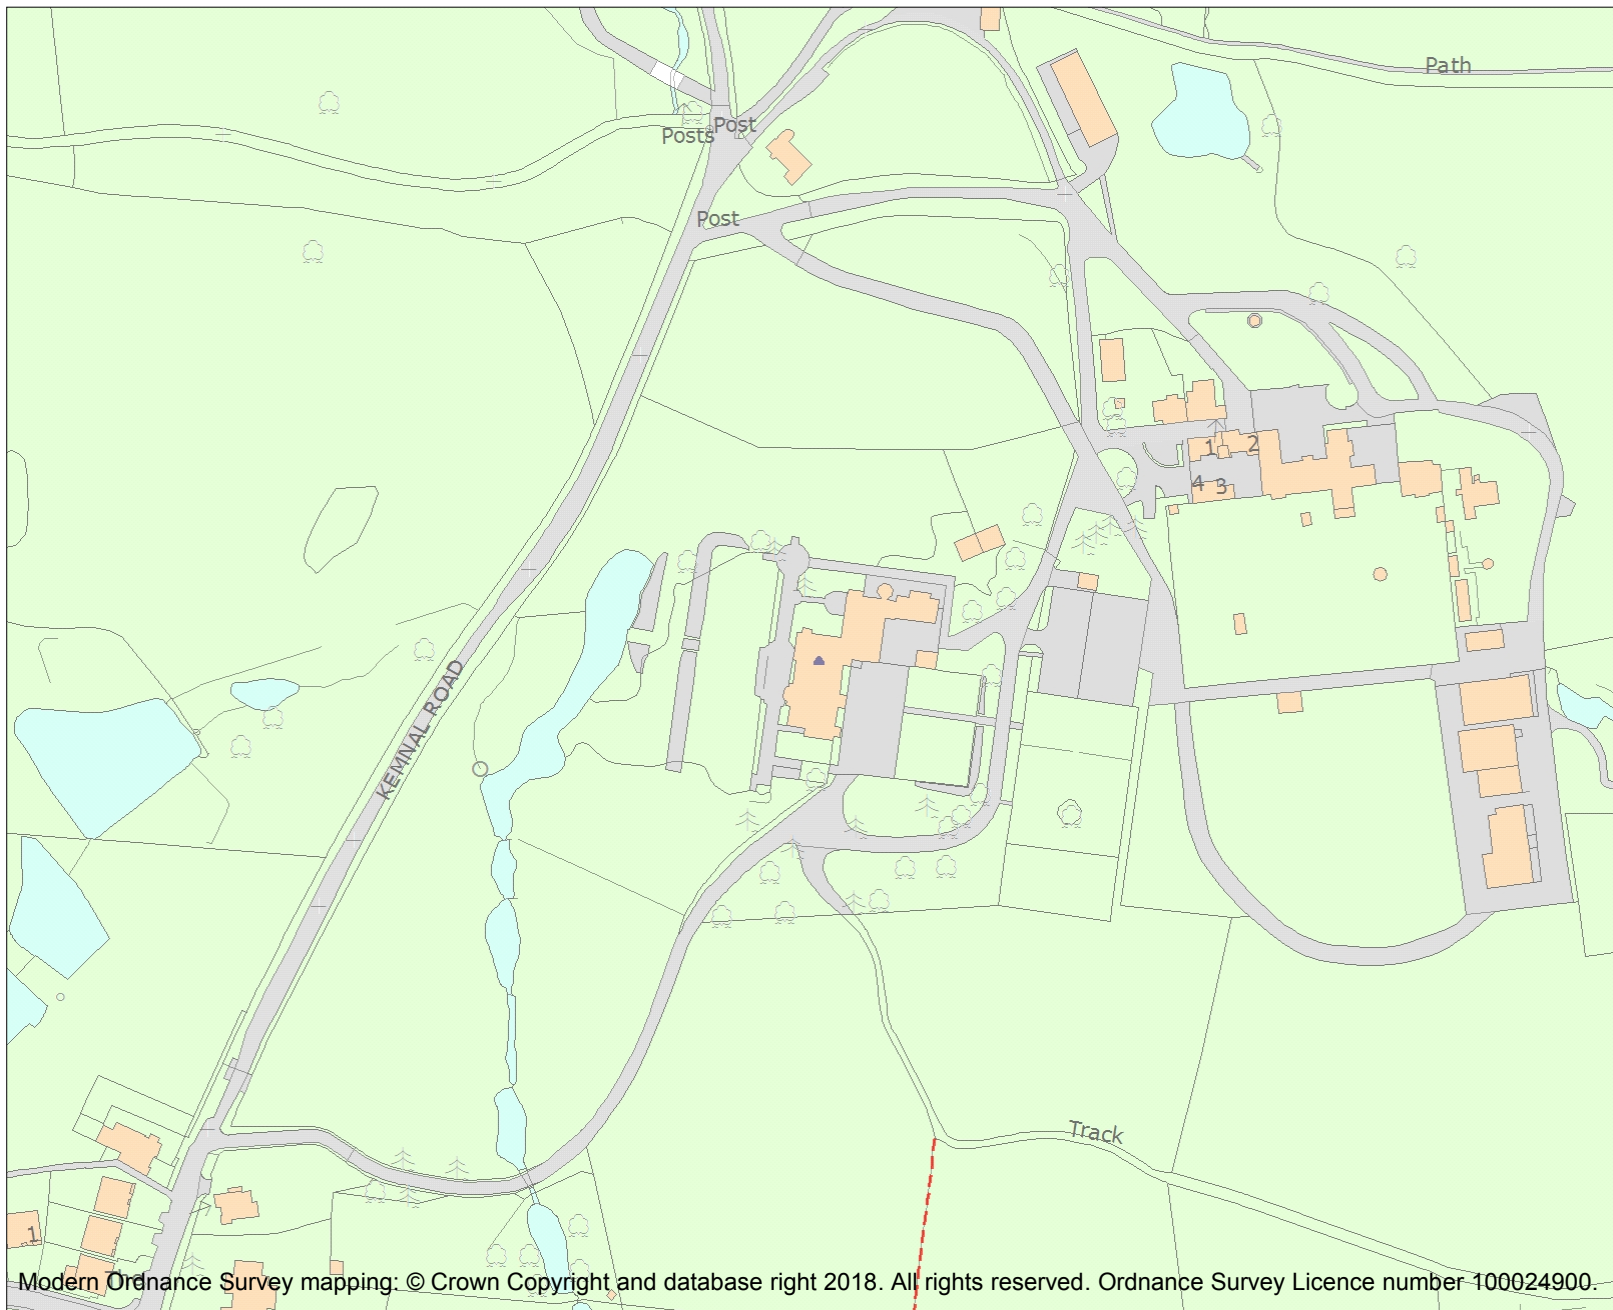 Path
Posts
Post
Post
1
2
4
3
KEMNAL ROAD
Track
1
The
Modern Ordnance Survey mapping: © Crown Copyright and database right 2018. All rights reserved. Ordnance Survey Licence number 100024900.